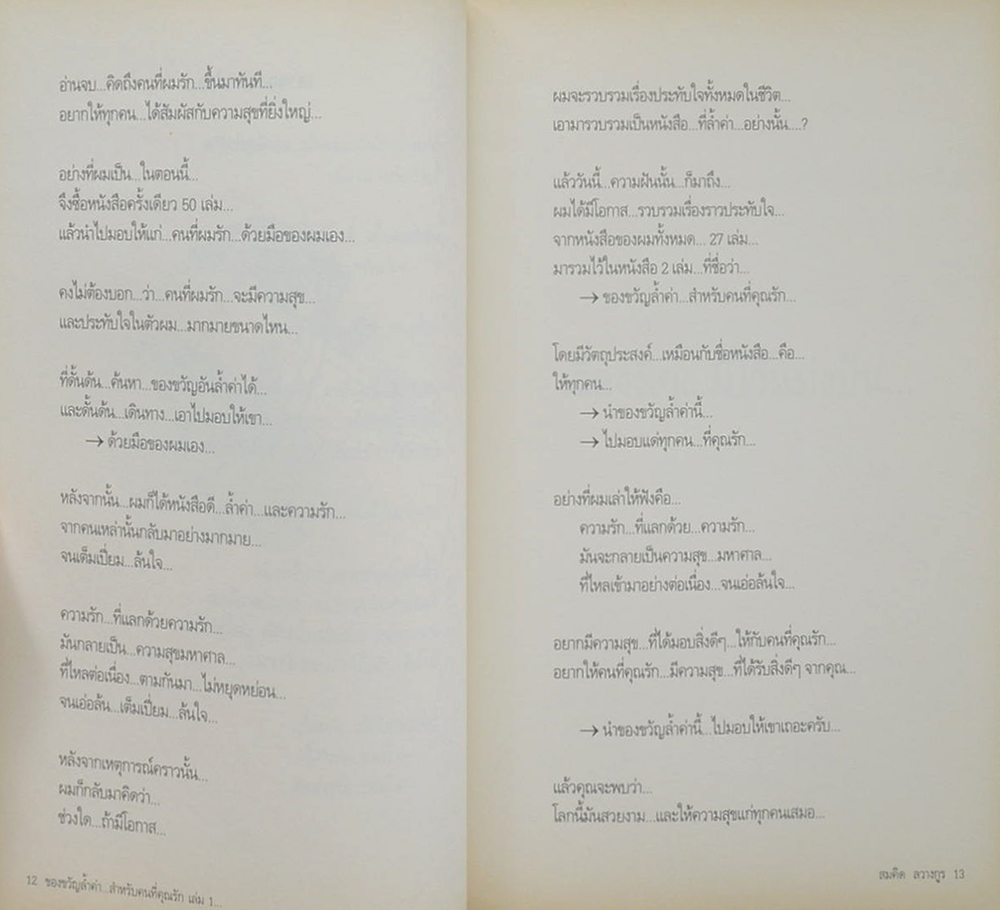 อ่านจบ...คิดถึงคนที่ผมรัก...ขึ้นมาทันที...
อยากให้ทุกคน...ได้สัมผัสกับความสุขที่ยิ่งใหญ่...
อย่างที่ผมเป็น...ในตอนนี้...
จึงซื้อหนังสือครั้งเดียว 50 เล่ม...
แล้วนำไปมอบให้แก่...คนที่ผมรัก...ด้วยมือของผมเอง...
คงไม่ต้องบอก...ว่า...คนที่ผมรัก...จะมีความสุข...
และประทับใจในตัวผม...มากมายขนาดไหน...
ที่ดั้นด้น...ค้นหา...ของขวัญอันล้ำค่าได้...
และดั้นด้น...เดินทาง...เอาไปมอบให้เขา...
→ ด้วยมือของผมเอง...
หลังจากนั้น...ผมก็ได้หนังสือดี...ล้ำค่า...และความรัก...
จากคนเหล่านั้นกลับมาอย่างมากมาย...
จนเต็มเปี่ยม...ล้นใจ...
ความรัก...ที่แลกด้วยความรัก...
มันกลายเป็น...ความสุขมหาศาล...
ที่ไหลต่อเนื่อง...ตามกันมา...ไม่หยุดหย่อน...
จนเอ่อล้น...เต็มเปี่ยม...ล้นใจ...
หลังจากเหตุการณ์คราวนั้น...
ผมก็กลับมาคิดว่า...
ช่วงใด...ถ้ามีโอกาส...
12 ของขวัญล้ำค่า...สำหรับคนที่คุณรัก เล่ม 1...
ผมจะรวบรวมเรื่องประทับใจทั้งหมดในชีวิต...
เอามารวบรวมเป็นหนังสือ...ที่ล้ำค่า...อย่างนั้น....?
แล้ววันนี้...ความฝันนั้น...ก็มาถึง...
ผมได้มีโอกาส...รวบรวมเรื่องราวประทับใจ...
จากหนังสือของผมทั้งหมด... 27 เล่ม...
มารวมไว้ในหนังสือ 2 เล่ม...ที่ชื่อว่า...
→ ของขวัญล้ำค่า...สำหรับคนที่คุณรัก...
โดยมีวัตถุประสงค์...เหมือนกับชื่อหนังสือ...คือ...
ให้ทุกคน...
→ นำของขวัญล้ำค่านี้...
→ ไปมอบแด่ทุกคน...ที่คุณรัก...
อย่างที่ผมเล่าให้ฟังคือ...
ความรัก...ที่แลกด้วย...ความรัก...
มันจะกลายเป็นความสุข...มหาศาล...
ที่ไหลเข้ามาอย่างต่อเนื่อง...จนเอ่อล้นใจ...
อยากมีความสุข...ที่ได้มอบสิ่งดีๆ...ให้กับคนที่คุณรัก...
อยากให้คนที่คุณรัก...มีความสุข...ที่ได้รับสิ่งดีๆ จากคุณ...
→ นำของขวัญล้ำค่านี้...ไปมอบให้เขาเถอะครับ...
แล้วคุณจะพบว่า...
โลกนี้มันสวยงาม...และให้ความสุขแก่ทุกคนเสมอ...
สมคิด ลวางกูร 13